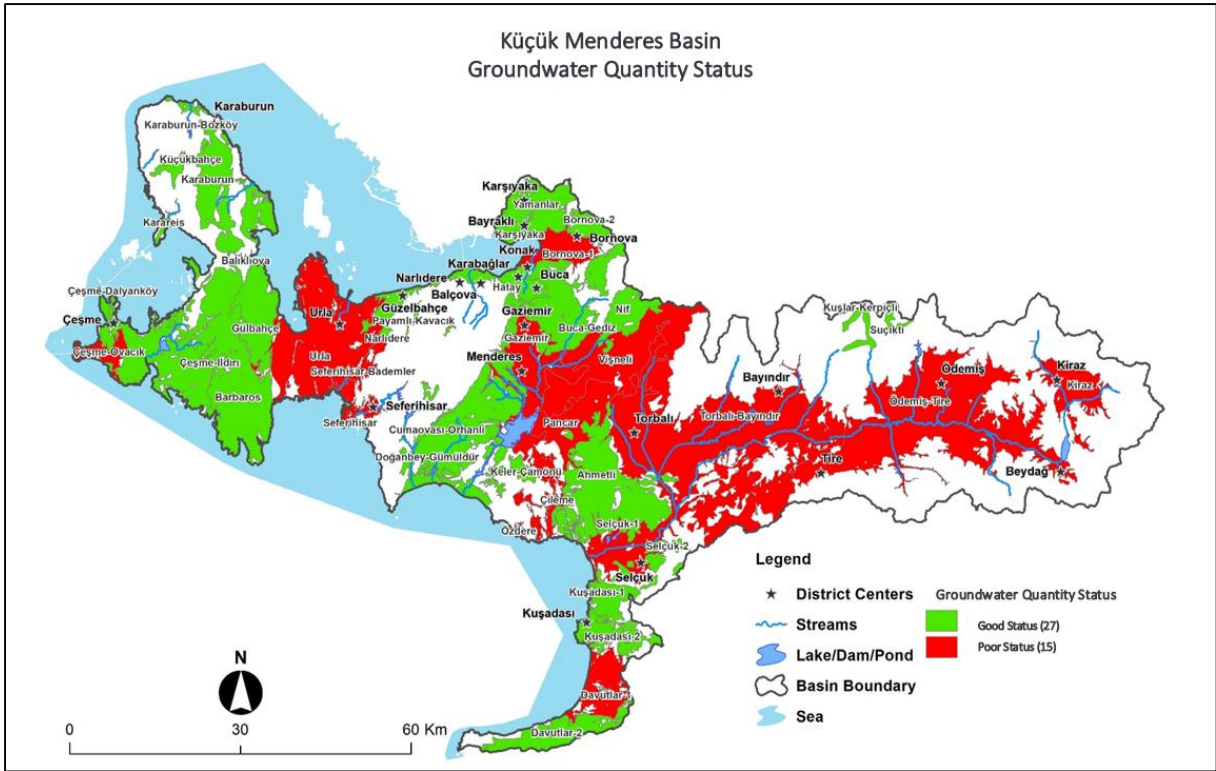 Küçük Menderes Basin
Groundwater Quantity Status
Karaburun
Karaburun-Bozköy
Küçükbahçe
Karaburun
Karareis
Balıklıova
Çeşme-Dalyanköy
Çeşme
Çeşme-Ovacık
Çeşme-Ildırı
Gülbahçe
Barbaros
Urla
Urla
Seferihisar-Bademler
Seferihisar
Seferihisar
Güzelbahçe
Payamlı-Kavacık
Narlıdere
Narlıdere
Balçova
Karabağlar
Konak
Hatay
Karşıyaka
Yamanlar
Bayraklı
Karşıyaka
Bornova-2
Bornova
Bornova-1
Buca
Gaziemir
Gaziemir
Buca-Gediz
Nif
Menderes
Vişneli
Cumaovası-Orhanlı
Doğanbey-Gümüldür
Pancar
Torbalı
Keler-Çamönü
Ahmetli
Çileme
Özdere
Bayındır
Torbalı-Bayındır
Kuşlar-Kerpiçli
Suçıktı
Ödemiş
Ödemiş-Tire
Kiraz
Kiraz
Tire
Beydağ
Selçuk-1
Selçuk-2
Selçuk
Kuşadası-1
Kuşadası
Kuşadası-2
Davutlar-1
Davutlar-2
Legend
District Centers
Streams
Lake/Dam/Pond
Basin Boundary
Sea
Groundwater Quantity Status
Good Status (27)
Poor Status (15)
N
0 30 60 Km